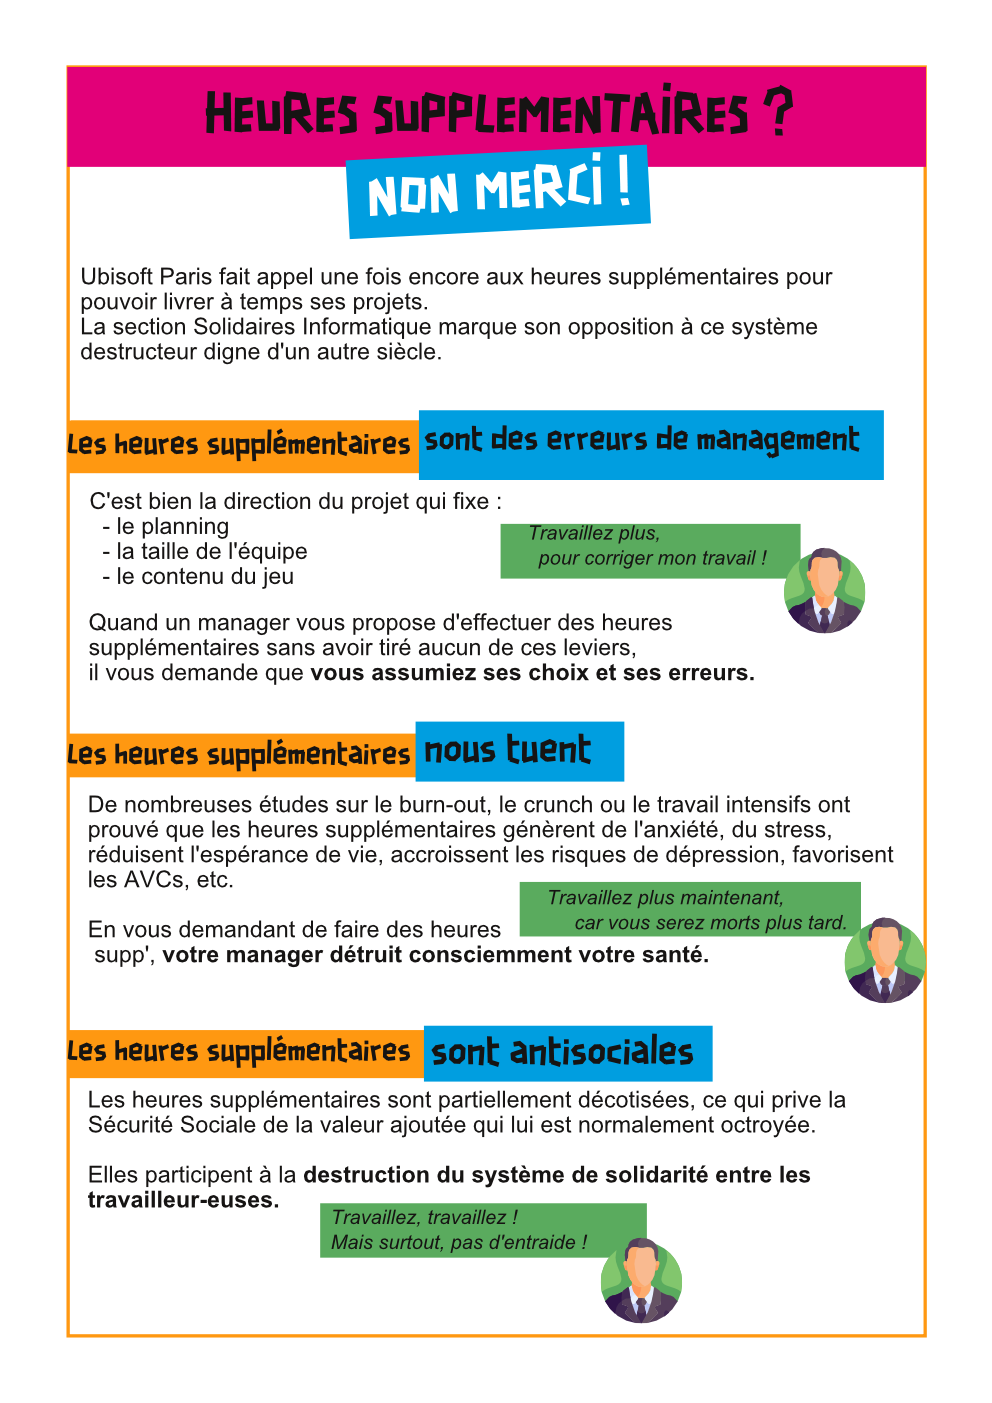 HEURES SUPPLEMENTAIRES ?
NON MERCI !
Ubisoft Paris fait appel une fois encore aux heures supplémentaires pour
pouvoir livrer à temps ses projets.
La section Solidaires Informatique marque son opposition à ce système
destructeur digne d'un autre siècle.
Les heures supplémentaires sont des erreurs de management
C'est bien la direction du projet qui fixe :
- le planning
- la taille de l'équipe
- le contenu du jeu
Travaillez plus,
pour corriger mon travail !
Quand un manager vous propose d'effectuer des heures
supplémentaires sans avoir tiré aucun de ces leviers,
il vous demande que vous assumiez ses choix et ses erreurs.
Les heures supplémentaires nous tuent
De nombreuses études sur le burn-out, le crunch ou le travail intensifs ont
prouvé que les heures supplémentaires génèrent de l'anxiété, du stress,
réduisent l'espérance de vie, accroissent les risques de dépression, favorisent
les AVCs, etc.
Travaillez plus maintenant,
car vous serez morts plus tard.
En vous demandant de faire des heures
supp', votre manager détruit consciemment votre santé.
Les heures supplémentaires sont antisociales
Les heures supplémentaires sont partiellement décotisées, ce qui prive la
Sécurité Sociale de la valeur ajoutée qui lui est normalement octroyée.
Elles participent à la destruction du système de solidarité entre les
travailleur-euses.
Travaillez, travaillez !
Mais surtout, pas d'entraide !